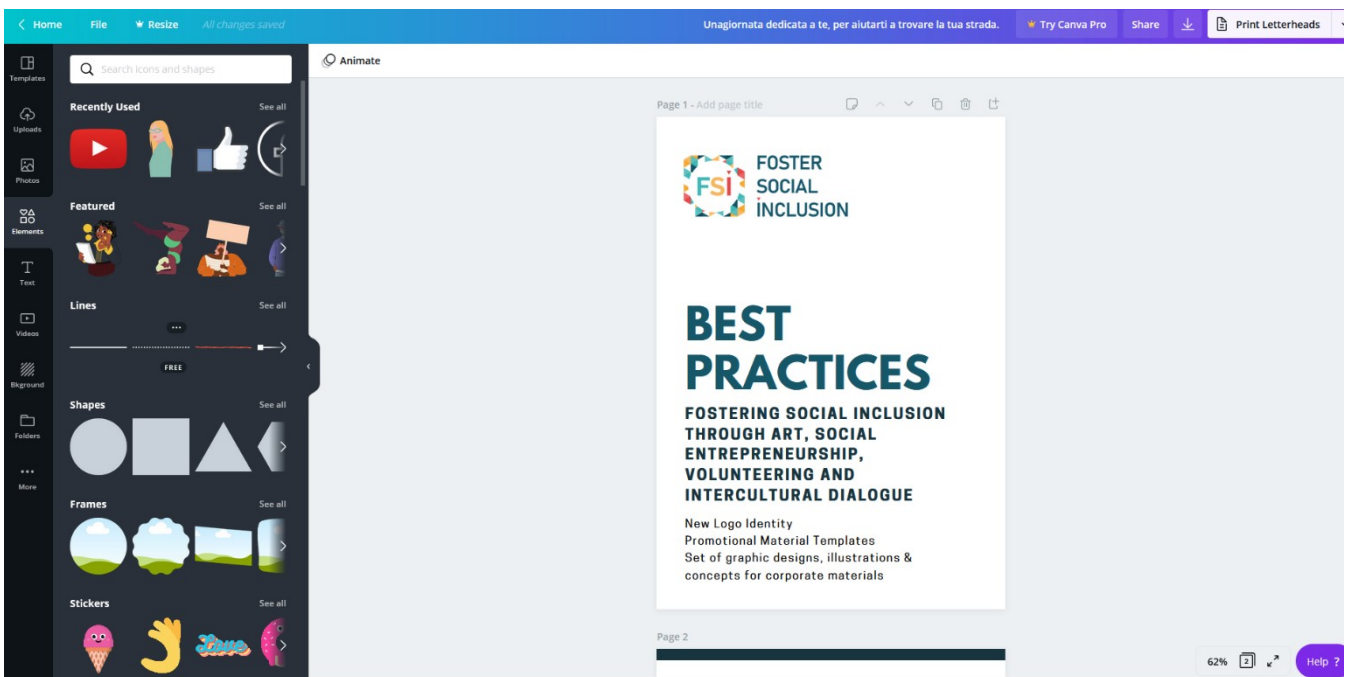 Home File Resize All changes saved Unagiornata dedicata a te, per aiutarti a trovare la tua strada. Try Canva Pro Share Print Letterheads
Templates
Uploads
Photos
Elements
Text
Videos
Bkground
Folders
More
Search icons and shapes
Recently Used See all
Featured See all
Lines See all
FREE
Shapes See all
Frames See all
Stickers See all
Love
Animate
Page 1 - Add page title
FSI
FOSTER
SOCIAL
INCLUSION
BEST
PRACTICES
FOSTERING SOCIAL INCLUSION
THROUGH ART, SOCIAL
ENTREPRENEURSHIP,
VOLUNTEERING AND
INTERCULTURAL DIALOGUE
New Logo Identity
Promotional Material Templates
Set of graphic designs, illustrations &
concepts for corporate materials
Page 2
62% 2 Help ?